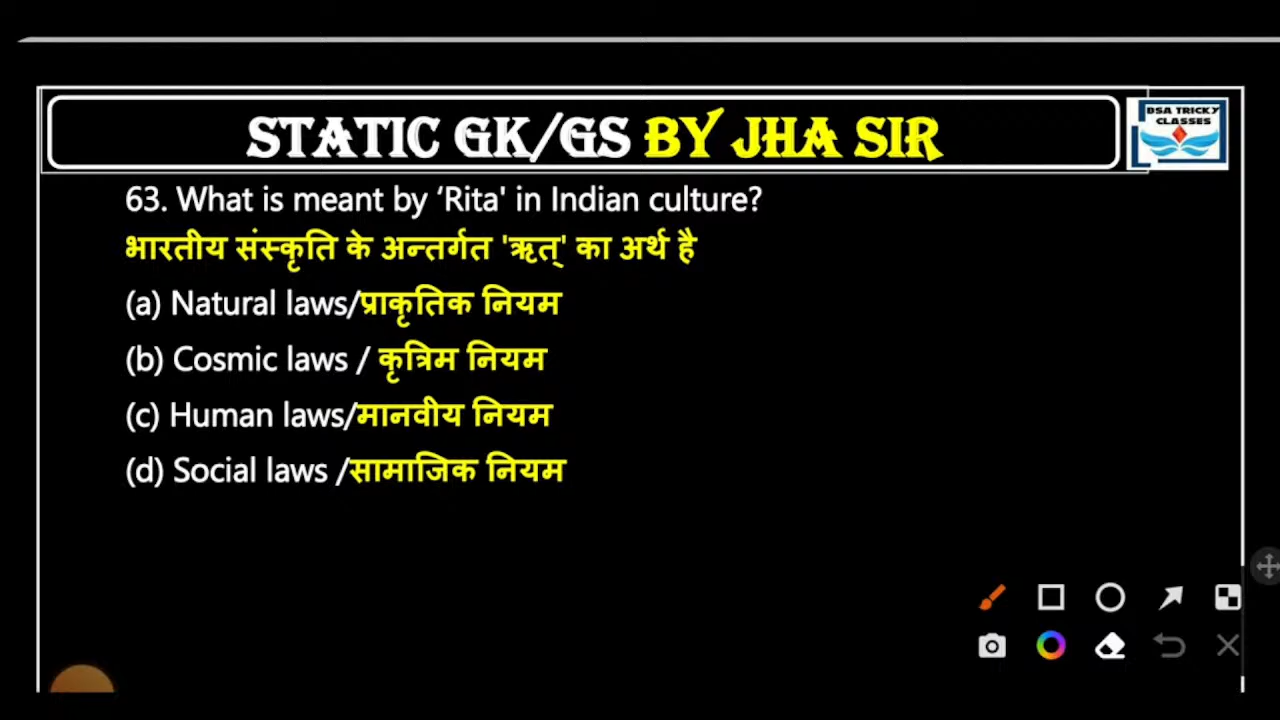 STATIC GK/GS BY JHA SIR
DSA TRICKY
CLASSES
63. What is meant by ‘Rita' in Indian culture?
भारतीय संस्कृति के अन्तर्गत 'ऋत्' का अर्थ है
(a) Natural laws/प्राकृतिक नियम
(b) Cosmic laws / कृत्रिम नियम
(c) Human laws/मानवीय नियम
(d) Social laws /सामाजिक नियम